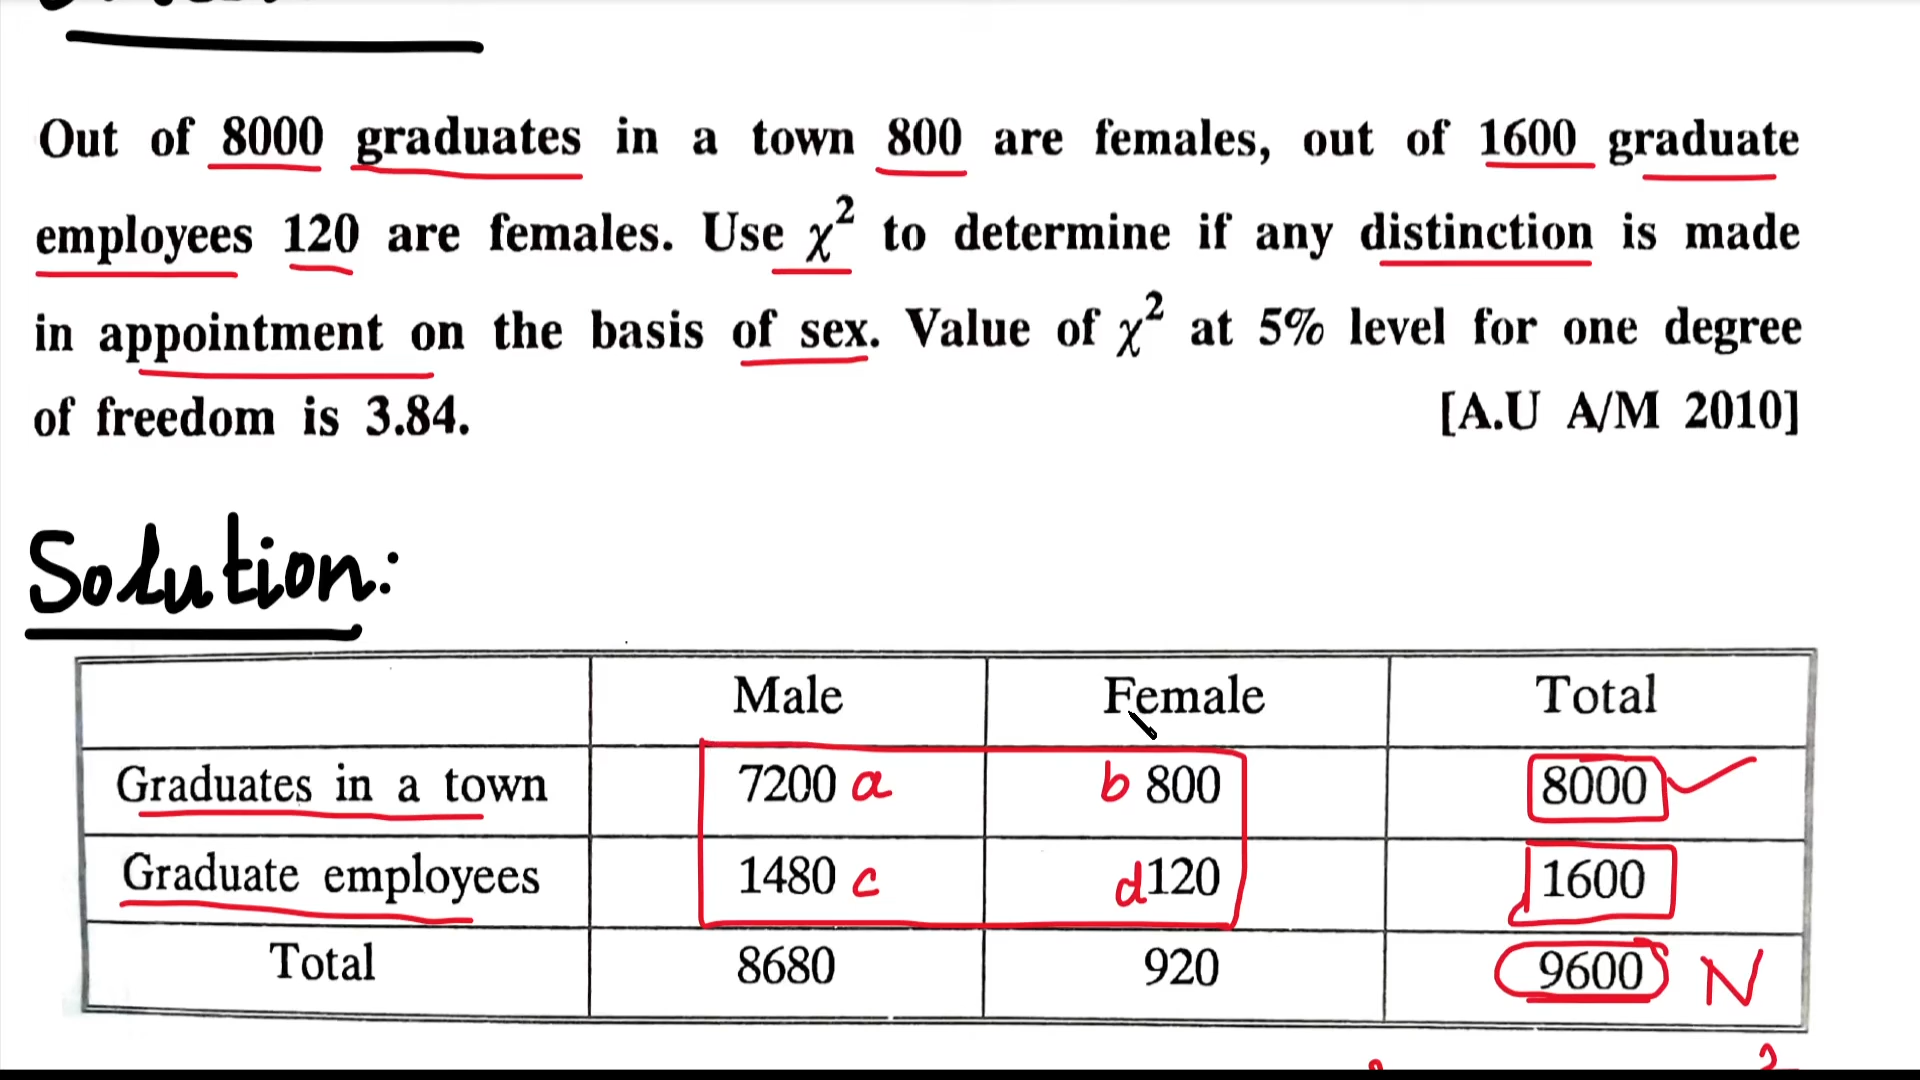 Out of 8000 graduates in a town 800 are females, out of 1600 graduate
employees 120 are females. Use χ² to determine if any distinction is made
in appointment on the basis of sex. Value of χ² at 5% level for one degree
of freedom is 3.84. [A.U A/M 2010]
Solution:
Male Female Total
Graduates in a town 7200 a b 800 8000
Graduate employees 1480 c d 120 1600
Total 8680 920 9600 N
2